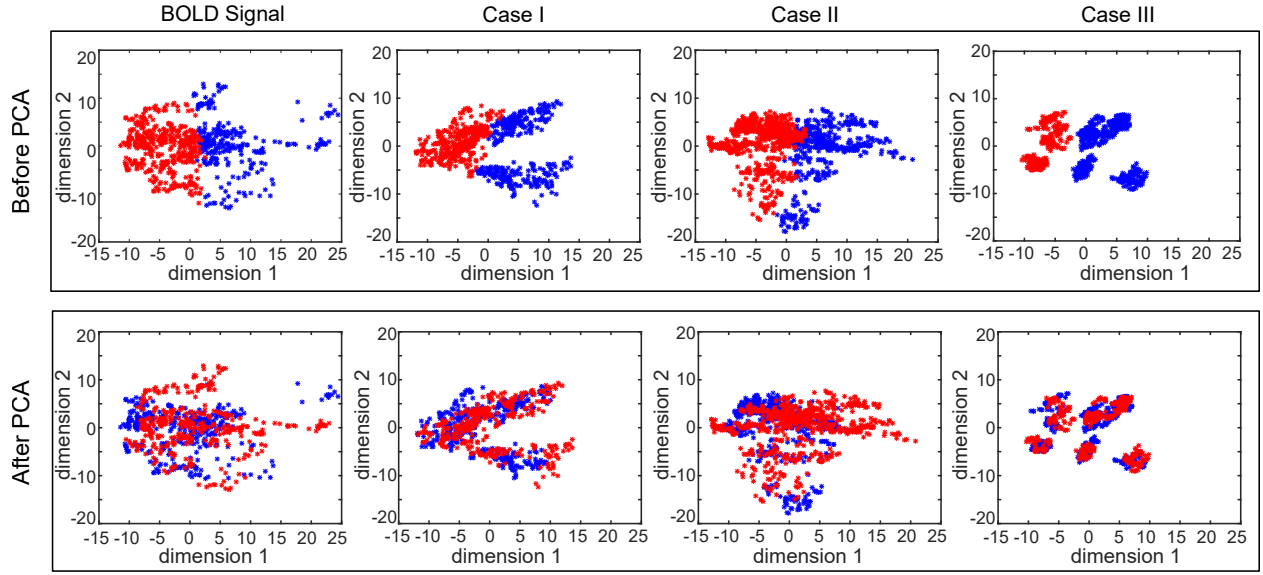 BOLD Signal Case I Case II Case III
Before PCA
dimension 2 dimension 2 dimension 2 dimension 2
20 20 20 20
10 10 10 10
0 0 0 0
-10 -10 -10 -10
-20 -20 -20 -20
-15 -10 -5 0 5 10 15 20 25 -15 -10 -5 0 5 10 15 20 25 -15 -10 -5 0 5 10 15 20 25 -15 -10 -5 0 5 10 15 20 25
dimension 1 dimension 1 dimension 1 dimension 1
After PCA
dimension 2 dimension 2 dimension 2 dimension 2
20 20 20 20
10 10 10 10
0 0 0 0
-10 -10 -10 -10
-20 -20 -20 -20
-15 -10 -5 0 5 10 15 20 25 -15 -10 -5 0 5 10 15 20 25 -15 -10 -5 0 5 10 15 20 25 -15 -10 -5 0 5 10 15 20 25
dimension 1 dimension 1 dimension 1 dimension 1